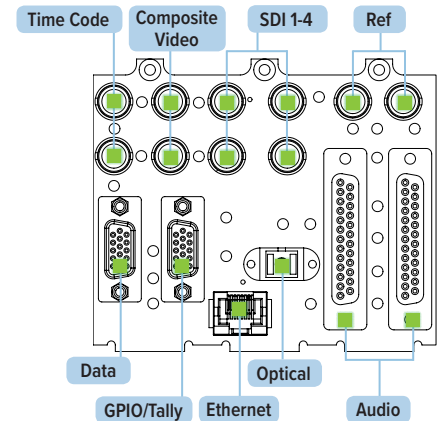 Time Code
Composite
Video
SDI 1-4
Ref
Data
Optical
GPIO/Tally
Ethernet
Audio